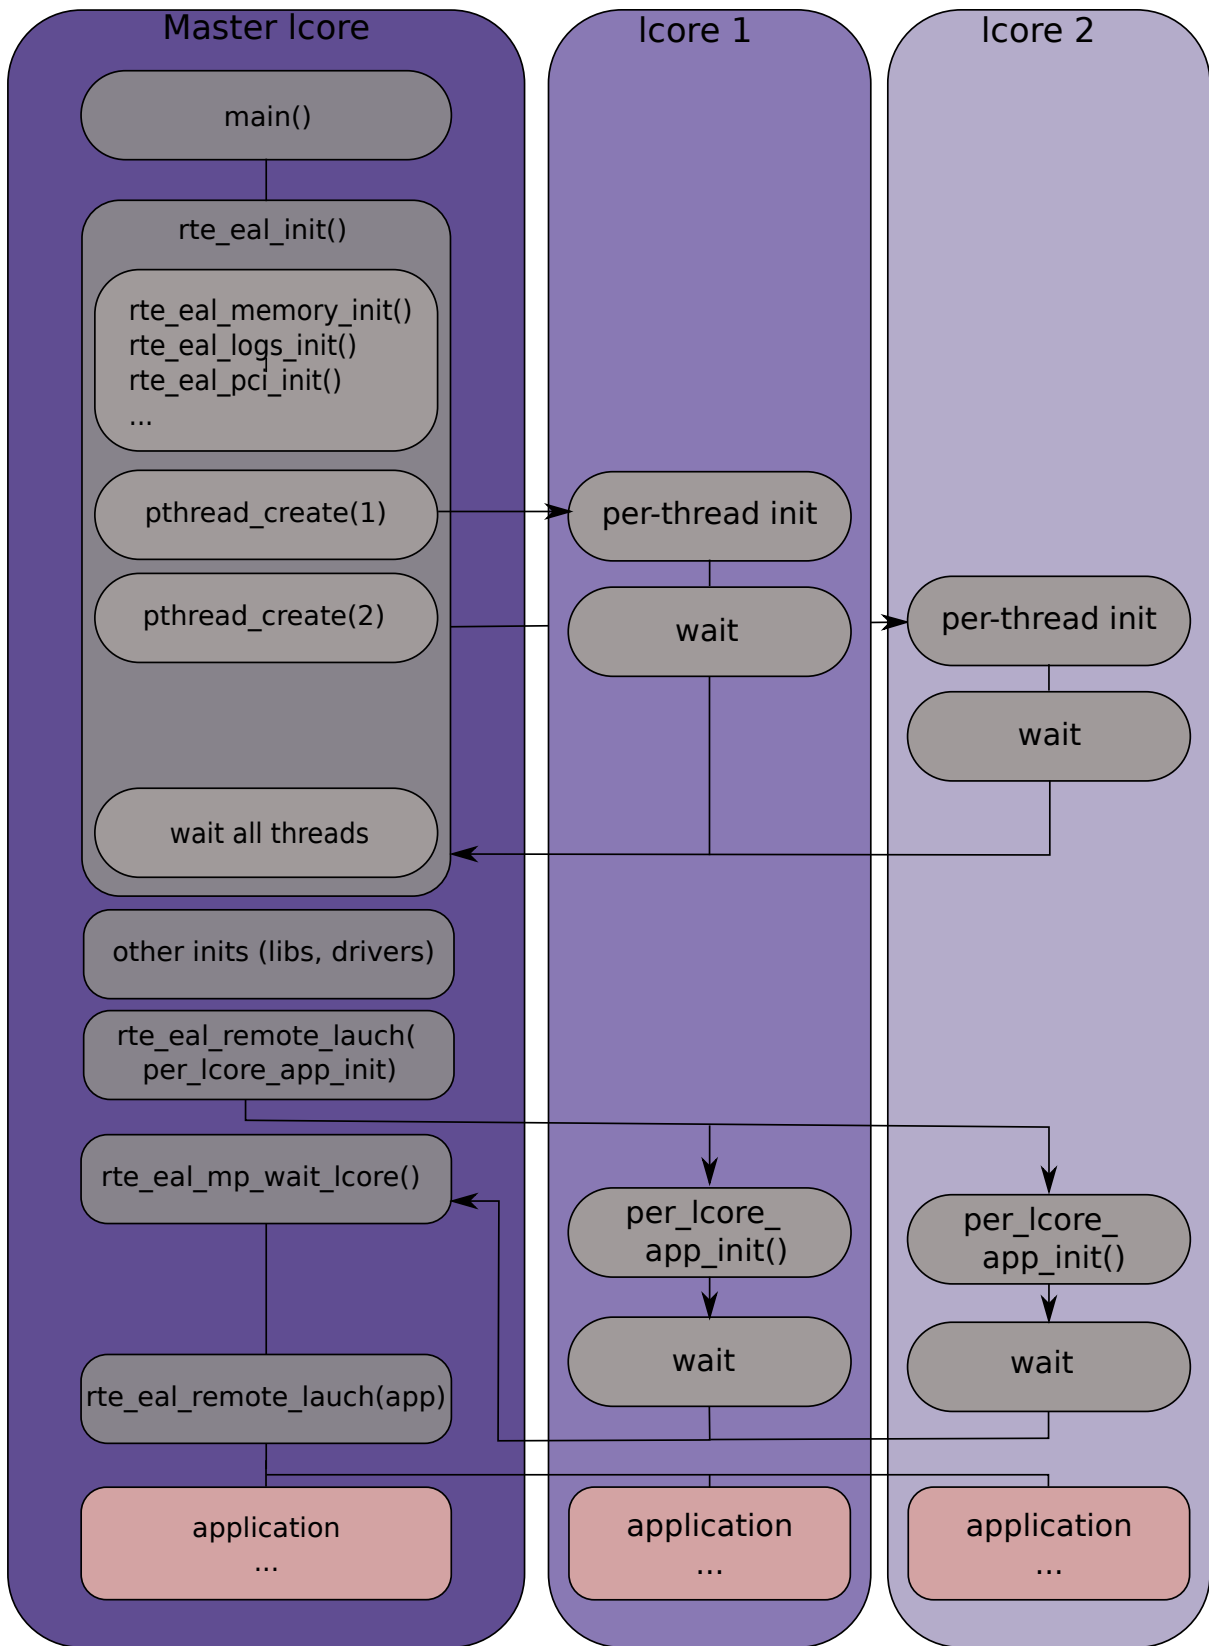 Master lcore
main()
rte_eal_init()
rte_eal_memory_init()
rte_eal_logs_init()
rte_eal_pci_init()
...
pthread_create(1)
pthread_create(2)
wait all threads
other inits (libs, drivers)
rte_eal_remote_lauch(
per_lcore_app_init)
rte_eal_mp_wait_lcore()
rte_eal_remote_lauch(app)
application
...
lcore 1
per-thread init
wait
per_lcore_
app_init()
wait
application
...
lcore 2
per-thread init
wait
per_lcore_
app_init()
wait
application
...